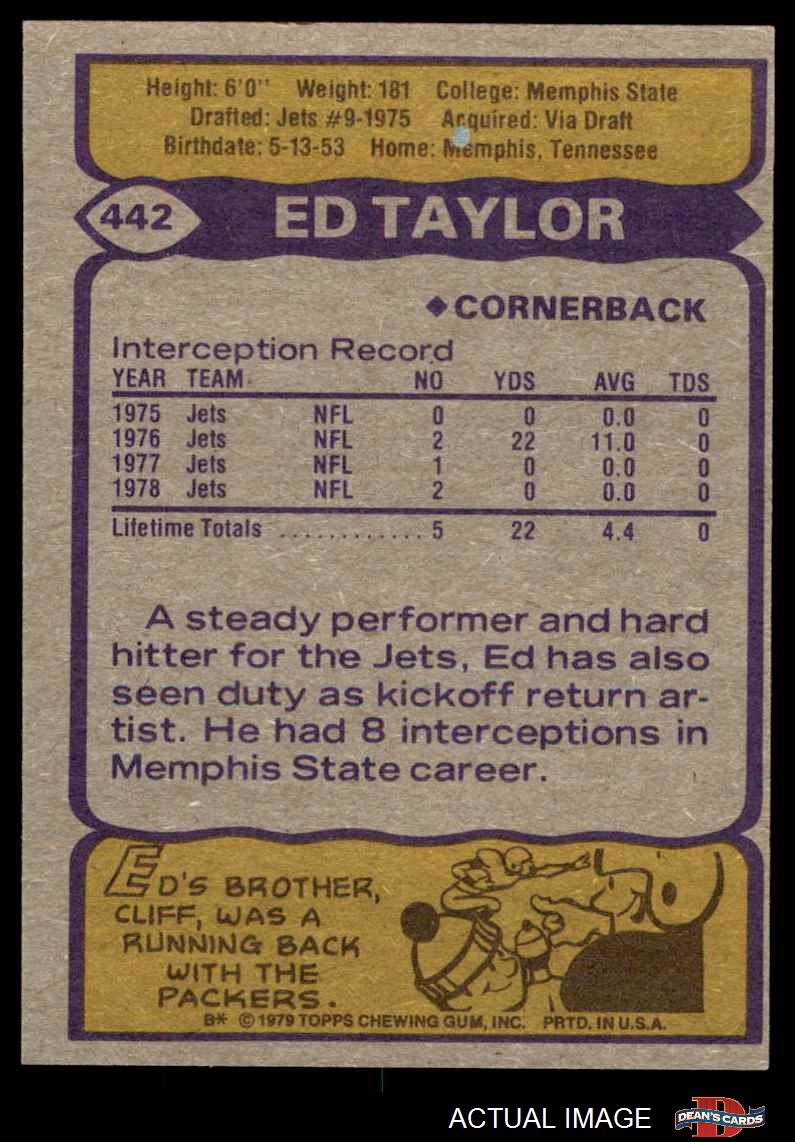 Height: 6'0" Weight: 181 College: Memphis State
Drafted: Jets #9-1975 Acquired: Via Draft
Birthdate: 5-13-53 Home: Memphis, Tennessee
442 ED TAYLOR
◆CORNERBACK
Interception Record
YEAR TEAM NO YDS AVG TDS
1975 Jets NFL 0 0 0.0 0
1976 Jets NFL 2 22 11.0 0
1977 Jets NFL 1 0 0.0 0
1978 Jets NFL 2 0 0.0 0
Lifetime Totals ............ 5 22 4.4 0
A steady performer and hard
hitter for the Jets, Ed has also
seen duty as kickoff return ar-
tist. He had 8 interceptions in
Memphis State career.
ED'S BROTHER,
CLIFF, WAS A
RUNNING BACK
WITH THE
PACKERS.
B* © 1979 TOPPS CHEWING GUM, INC. PRTD. IN U.S.A.
ACTUAL IMAGE
D
DEAN'S CARDS